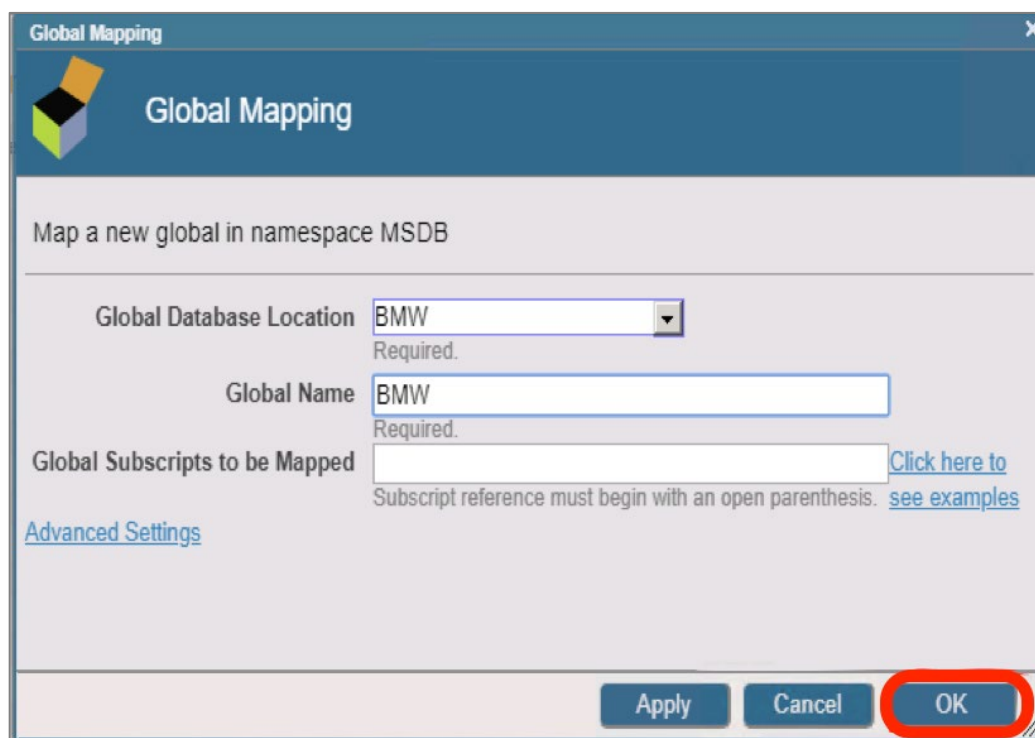 Global Mapping
Global Mapping
Map a new global in namespace MSDB
Global Database Location BMW
Required.
Global Name BMW
Required.
Global Subscripts to be Mapped Click here to
Subscript reference must begin with an open parenthesis. see examples
Advanced Settings
Apply Cancel OK